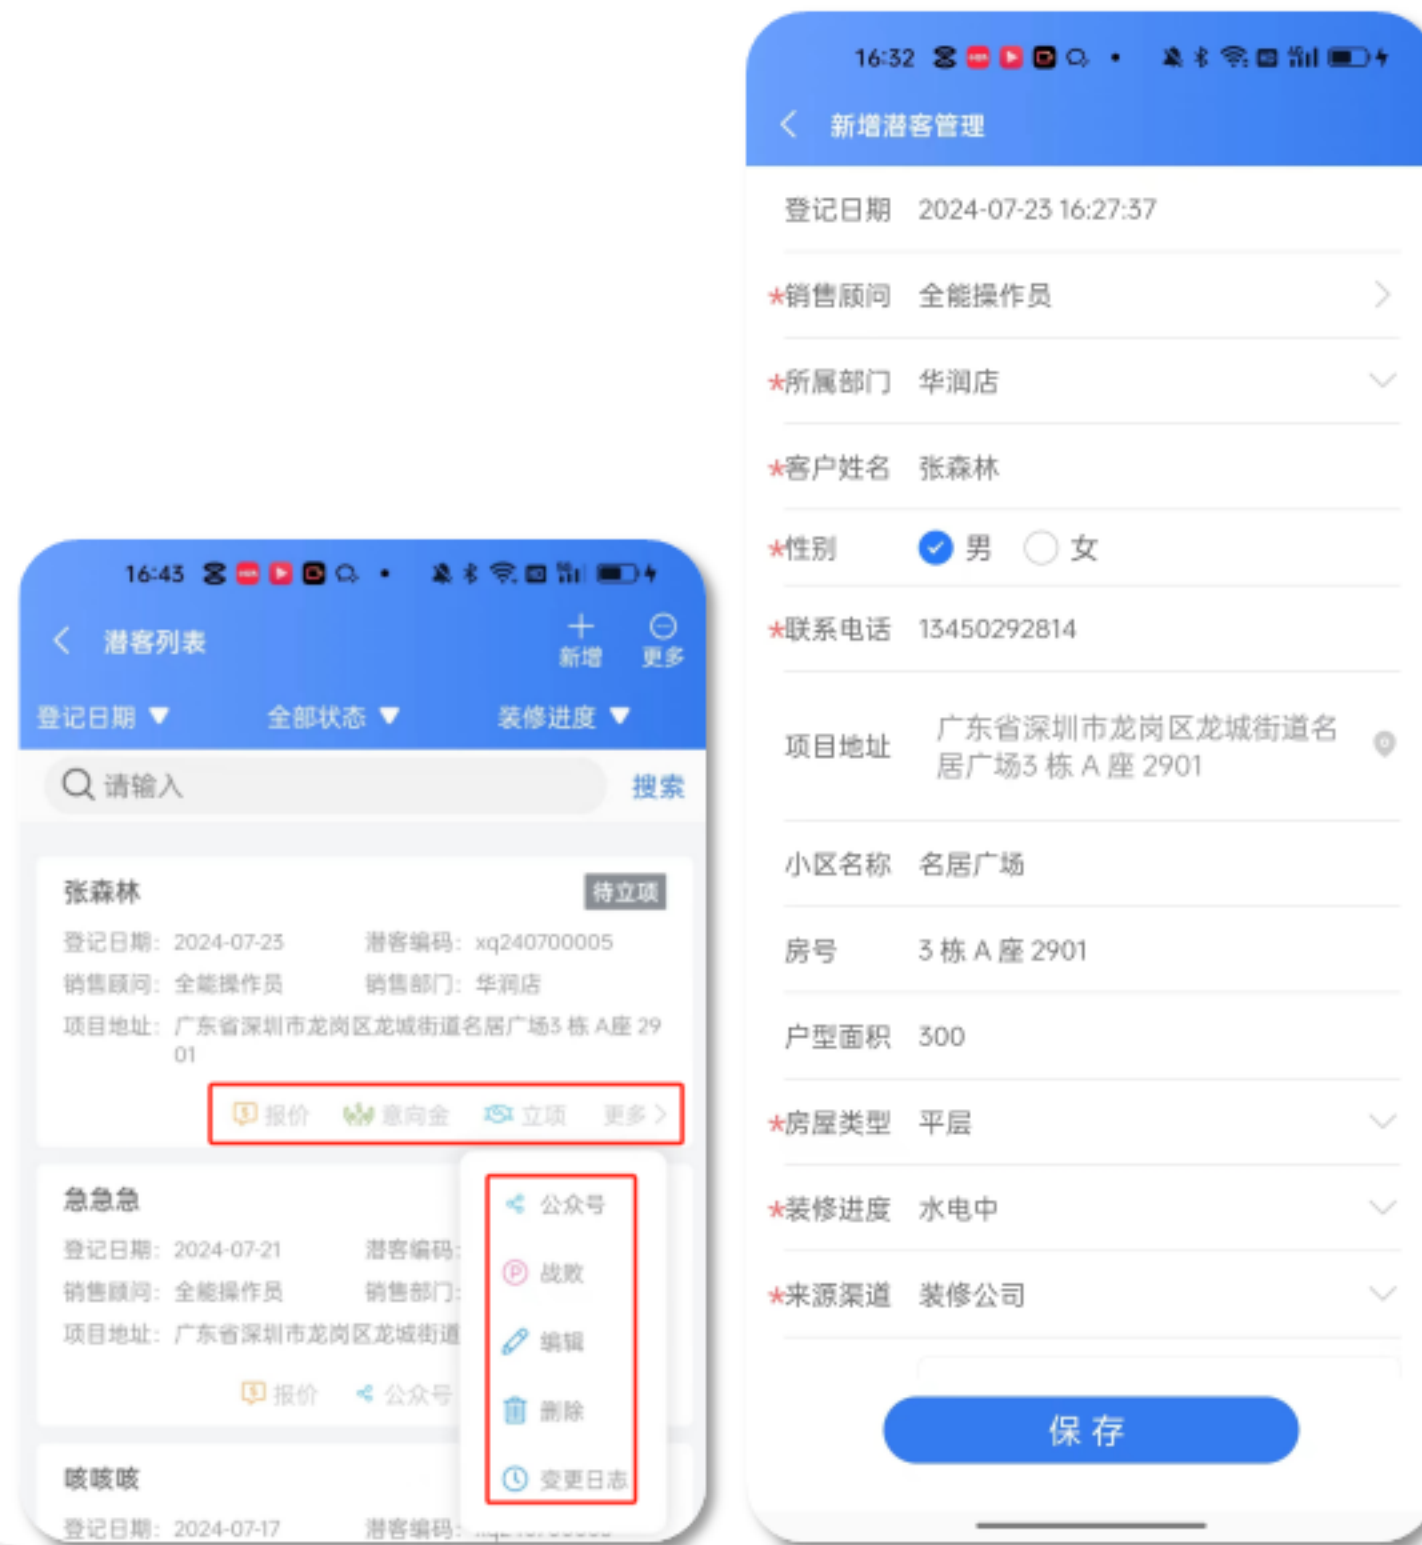 16:43
潜客列表
新增
更多
登记日期
全部状态
装修进度
请输入
搜索
张森林
待立项
登记日期: 2024-07-23
潜客编码: xq240700005
销售顾问: 全能操作员
销售部门: 华润店
项目地址: 广东省深圳市龙岗区龙城街道名居广场3 栋 A座 29
01
报价
意向金
立项
更多
公众号
战败
编辑
删除
变更日志
急急急
登记日期: 2024-07-21
潜客编码:
销售顾问: 全能操作员
销售部门:
项目地址: 广东省深圳市龙岗区龙城街道
报价
公众号
咳咳咳
登记日期: 2024-07-17
潜客编码:
16:32
新增潜客管理
登记日期 2024-07-23 16:27:37
*销售顾问 全能操作员
*所属部门 华润店
*客户姓名 张森林
*性别 男 女
*联系电话 13450292814
项目地址 广东省深圳市龙岗区龙城街道名
居广场3 栋 A 座 2901
小区名称 名居广场
房号 3 栋 A 座 2901
户型面积 300
*房屋类型 平层
*装修进度 水电中
*来源渠道 装修公司
保存